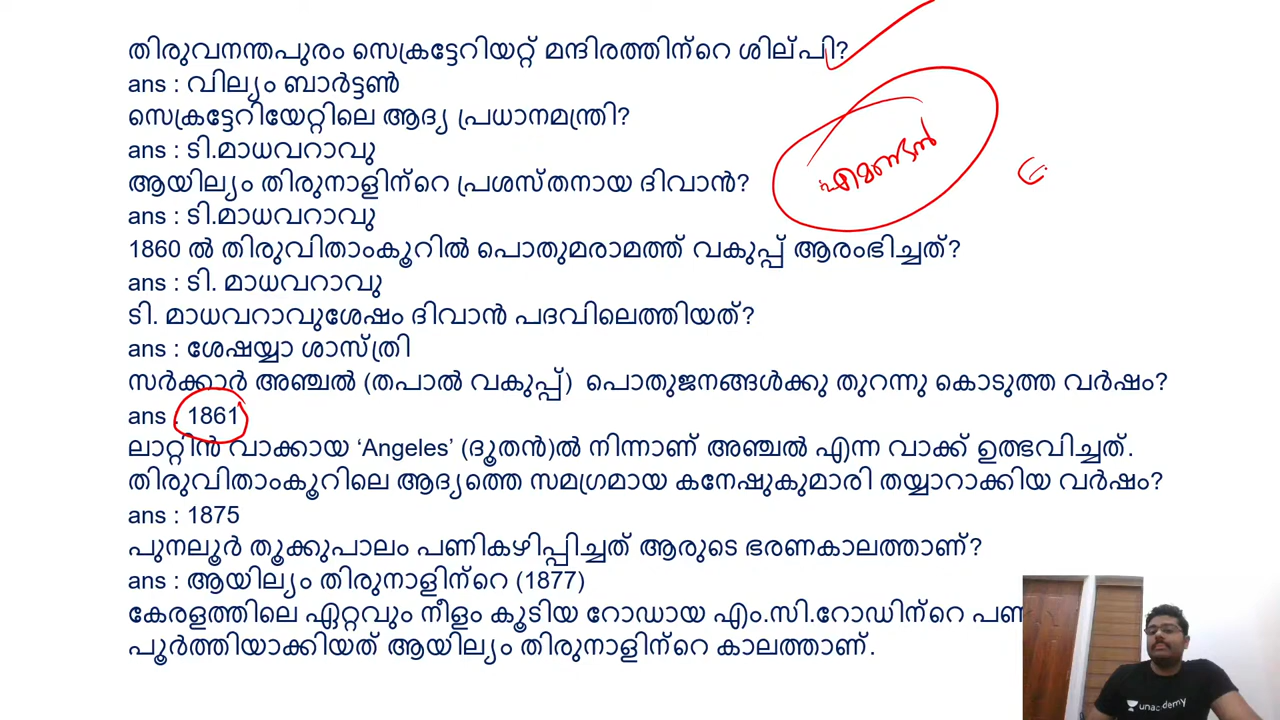 തിരുവനന്തപുരം സെക്രട്ടേറിയറ്റ് മന്ദിരത്തിന്റെ ശില്പി?
ans : വില്യം ബാർട്ടൺ
സെക്രട്ടേറിയേറ്റിലെ ആദ്യ പ്രധാനമന്ത്രി?
ans : ടി.മാധവറാവു
ആയില്യം തിരുനാളിന്റെ പ്രശസ്തനായ ദിവാൻ?
ans : ടി.മാധവറാവു
1860 ൽ തിരുവിതാംകൂറിൽ പൊതുമരാമത്ത് വകുപ്പ് ആരംഭിച്ചത്?
ans : ടി. മാധവറാവു
ടി. മാധവറാവുശേഷം ദിവാൻ പദവിലെത്തിയത്?
ans : ശേഷയ്യാ ശാസ്ത്രി
സർക്കാർ അഞ്ചൽ (തപാൽ വകുപ്പ്) പൊതുജനങ്ങൾക്കു തുറന്നു കൊടുത്ത വർഷം?
ans : 1861
ലാറ്റിൻ വാക്കായ ‘Angeles’ (ദൂതൻ)ൽ നിന്നാണ് അഞ്ചൽ എന്ന വാക്ക് ഉത്ഭവിച്ചത്.
തിരുവിതാംകൂറിലെ ആദ്യത്തെ സമഗ്രമായ കനേഷുകുമാരി തയ്യാറാക്കിയ വർഷം?
ans : 1875
പുനലൂർ തൂക്കുപാലം പണികഴിപ്പിച്ചത് ആരുടെ ഭരണകാലത്താണ്?
ans : ആയില്യം തിരുനാളിന്റെ (1877)
കേരളത്തിലെ ഏറ്റവും നീളം കൂടിയ റോഡായ എം.സി.റോഡിന്റെ പണി
പൂർത്തിയാക്കിയത് ആയില്യം തിരുനാളിന്റെ കാലത്താണ്.
unacademy